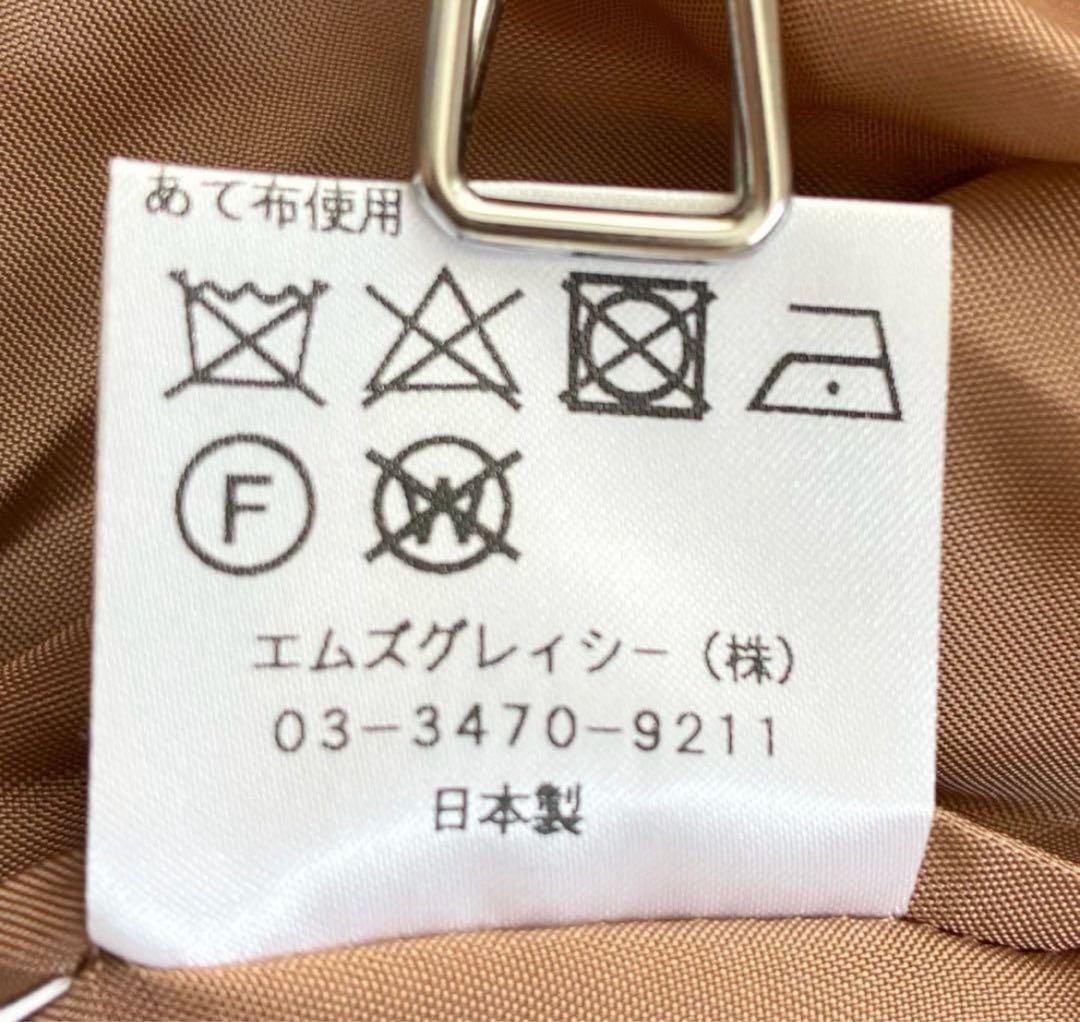 あて布使用
F W
エムズグレイシー（株）
03-3470-9211
日本製